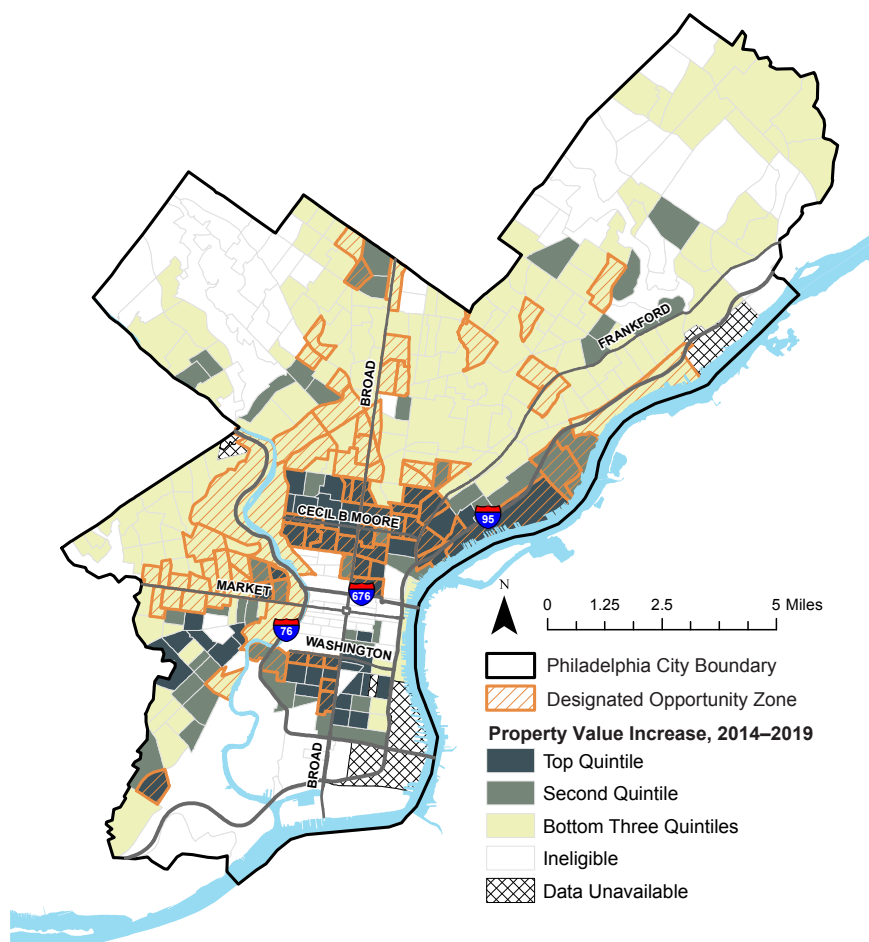 FRANKFORD
BROAD
CECIL B MOORE
95
MARKET
676
76
WASHINGTON
BROAD
N
0 1.25 2.5 5 Miles
Philadelphia City Boundary
Designated Opportunity Zone
Property Value Increase, 2014–2019
Top Quintile
Second Quintile
Bottom Three Quintiles
Ineligible
Data Unavailable